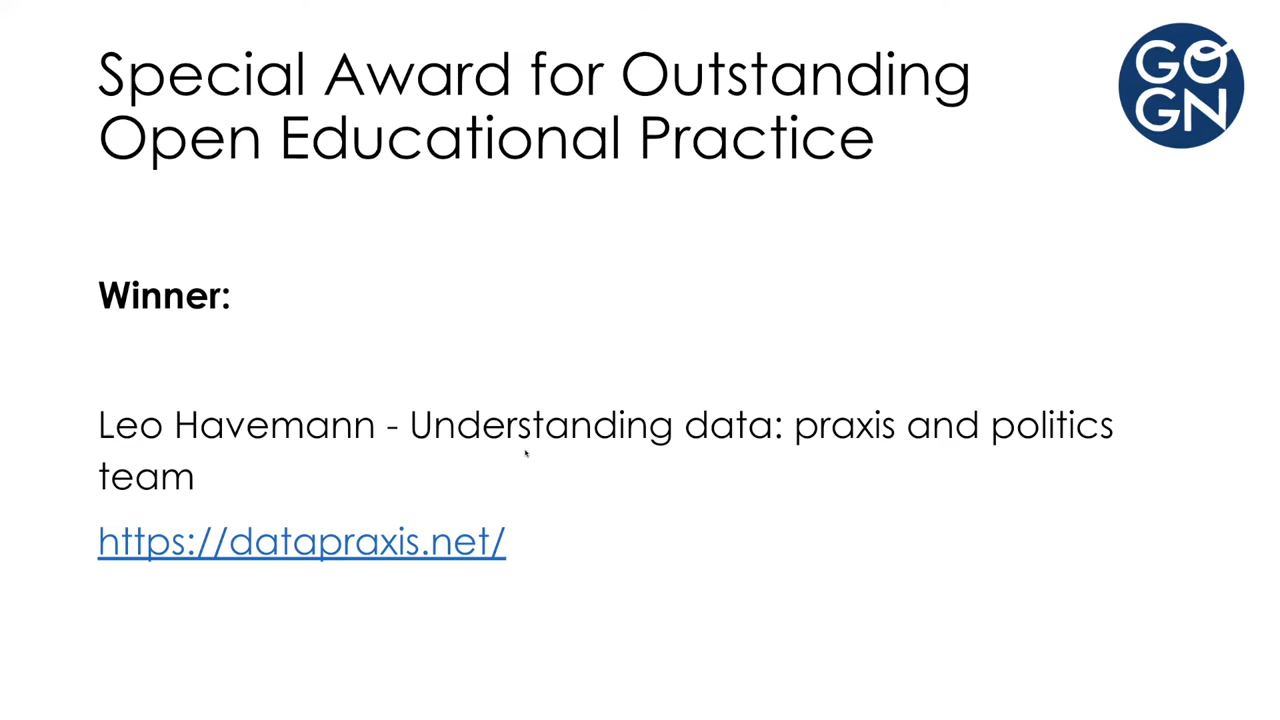 Special Award for Outstanding
Open Educational Practice
GO
GN
Winner:
Leo Havemann - Understanding data: praxis and politics
team
https://datapraxis.net/